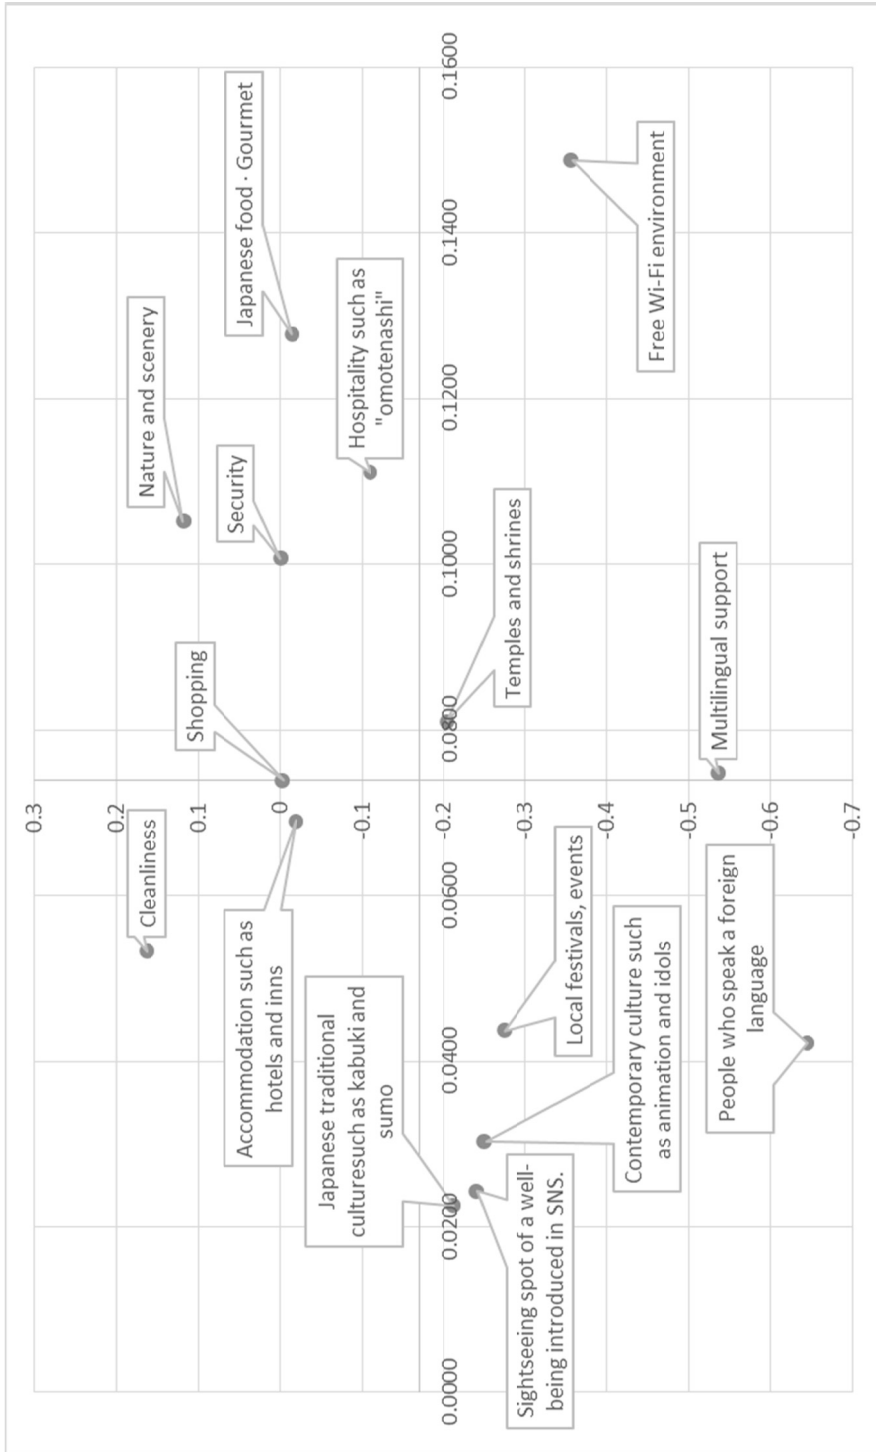 0.3
0.2
0.1
0
-0.1
-0.2
-0.3
-0.4
-0.5
-0.6
-0.7
0.0000
0.0200
0.0400
0.0600
0.0800
0.1000
0.1200
0.1400
0.1600
Cleanliness
Nature and scenery
Shopping
Security
Japanese food · Gourmet
Accommodation such as
hotels and inns
Hospitality such as
"omotenashi"
Japanese traditional
culturesuch as kabuki and
sumo
Temples and shrines
Sightseeing spot of a well-
being introduced in SNS.
Local festivals, events
Contemporary culture such
as animation and idols
Free Wi-Fi environment
Multilingual support
People who speak a foreign
language